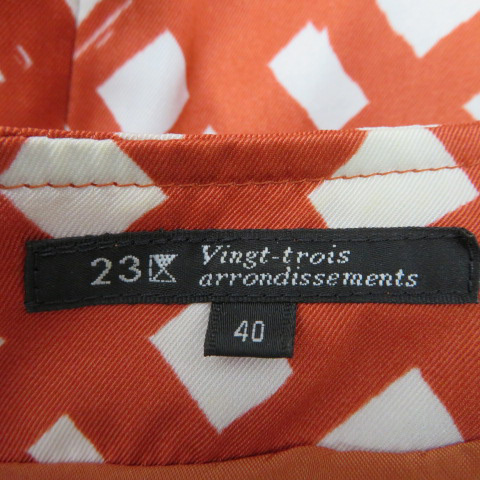 23区 Vingt-trois
arrondissements
40